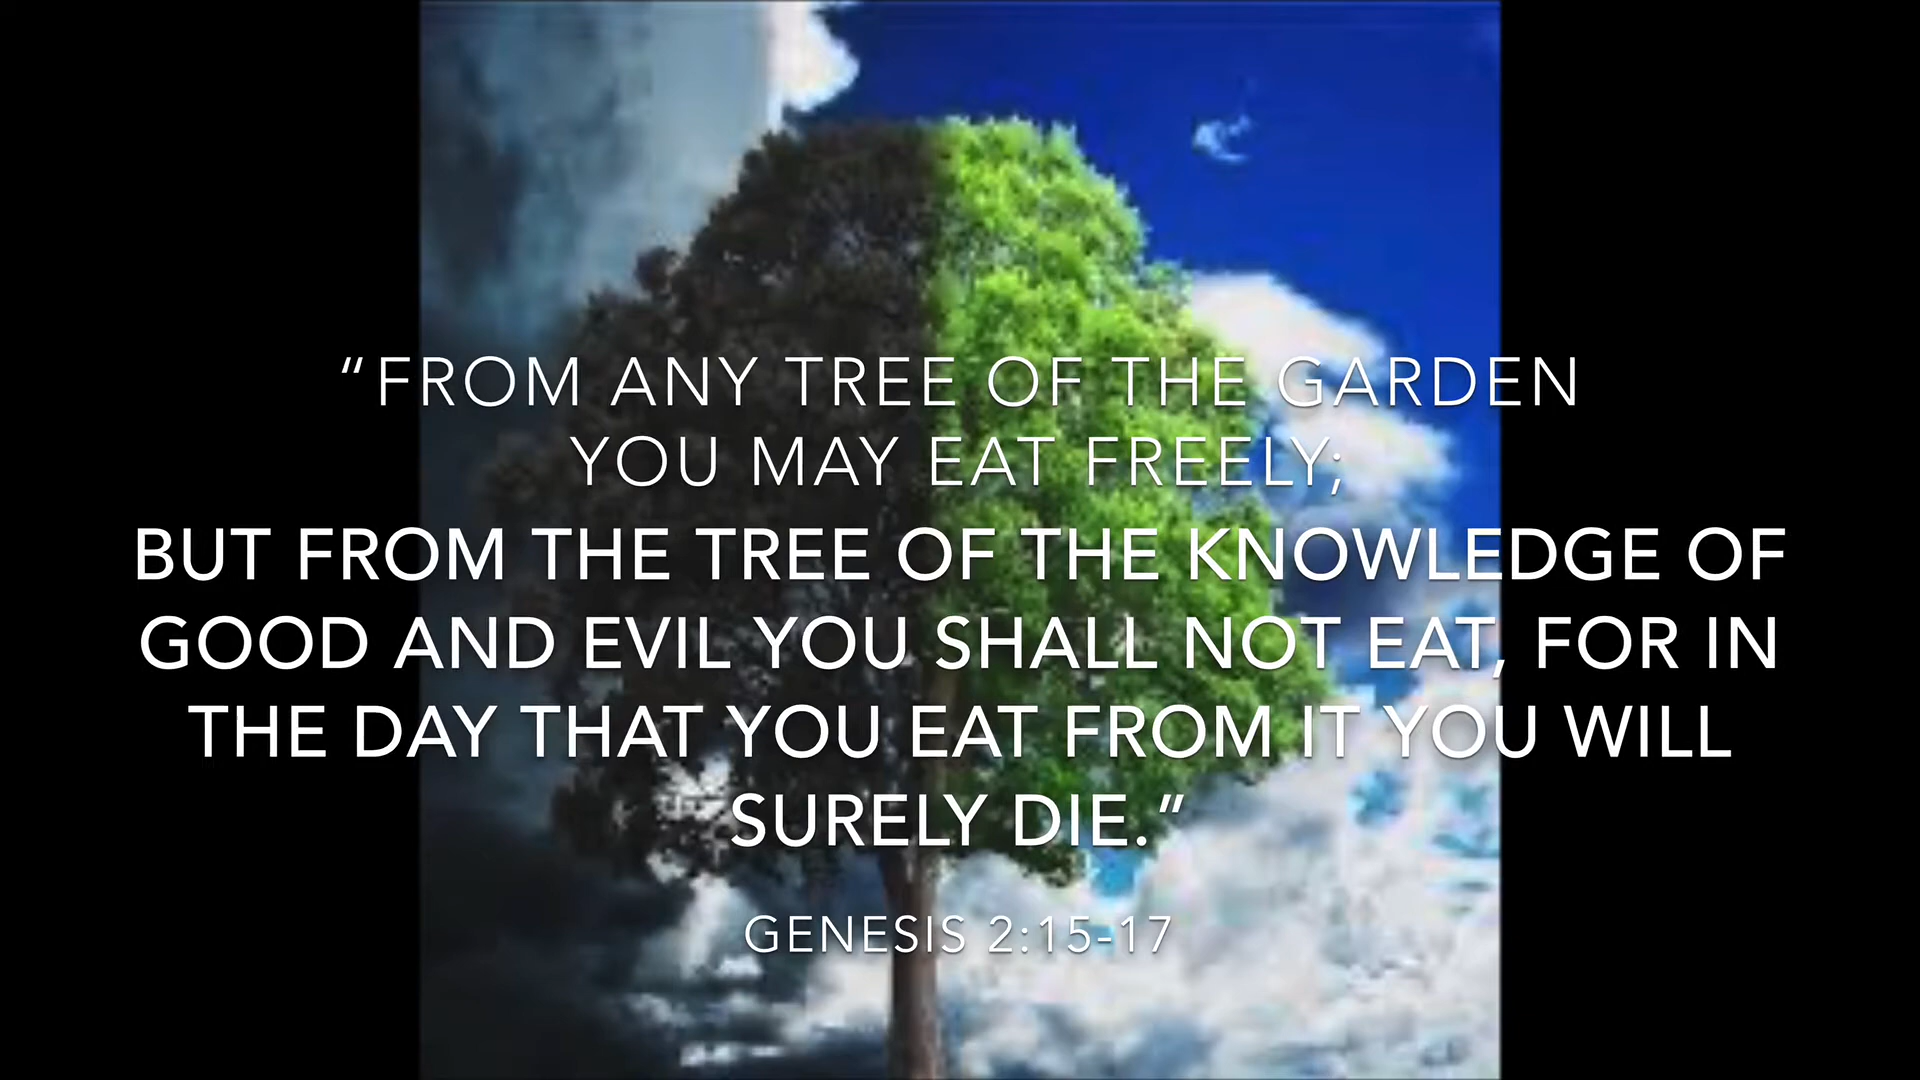 “FROM ANY TREE OF THE GARDEN
YOU MAY EAT FREELY;
BUT FROM THE TREE OF THE KNOWLEDGE OF
GOOD AND EVIL YOU SHALL NOT EAT, FOR IN
THE DAY THAT YOU EAT FROM IT YOU WILL
SURELY DIE.”
GENESIS 2:15-17